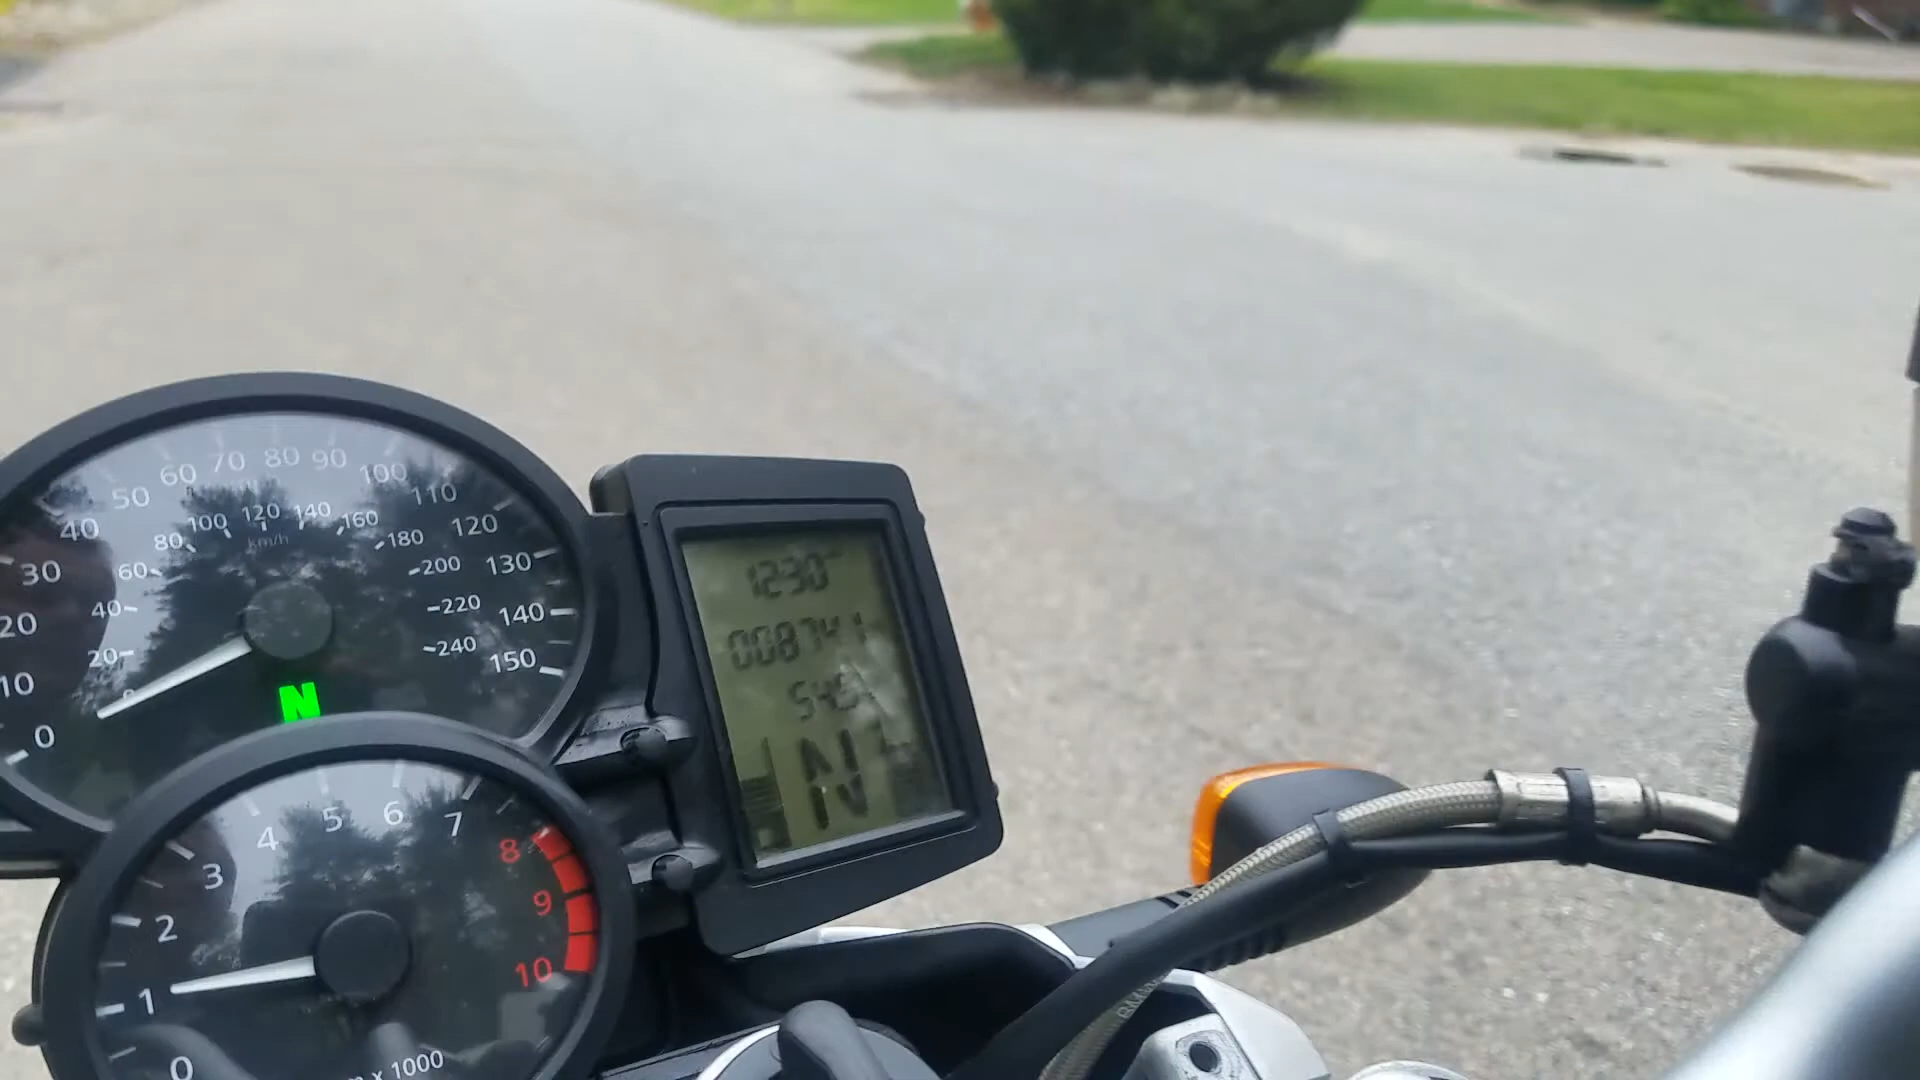 0 10 20 30 40 50 60 70 80 90 100 110 120 130 140 150
20 40 60 80 100 120 140 160 180 200 220 240
km/h
N
0 1 2 3 4 5 6 7 8 9 10
x 1000
12:30
008741
N